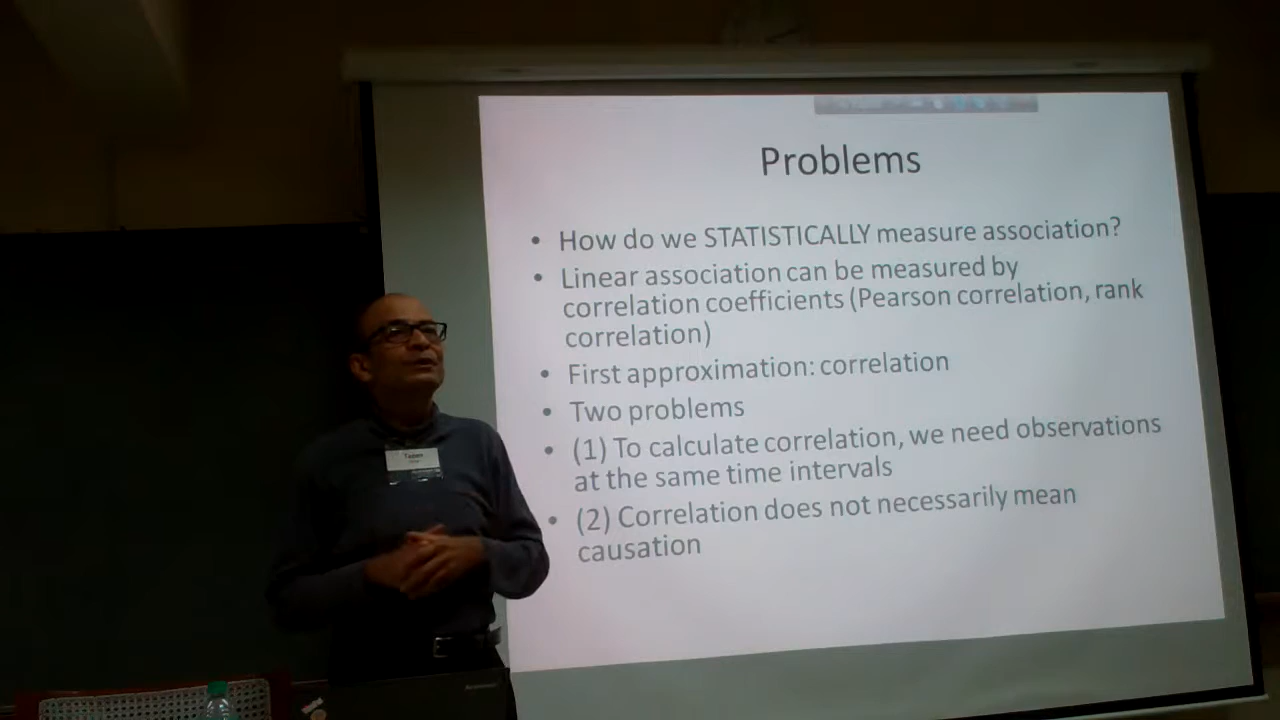 Problems
• How do we STATISTICALLY measure association?
• Linear association can be measured by
correlation coefficients (Pearson correlation, rank
correlation)
• First approximation: correlation
• Two problems
• (1) To calculate correlation, we need observations
at the same time intervals
• (2) Correlation does not necessarily mean
causation